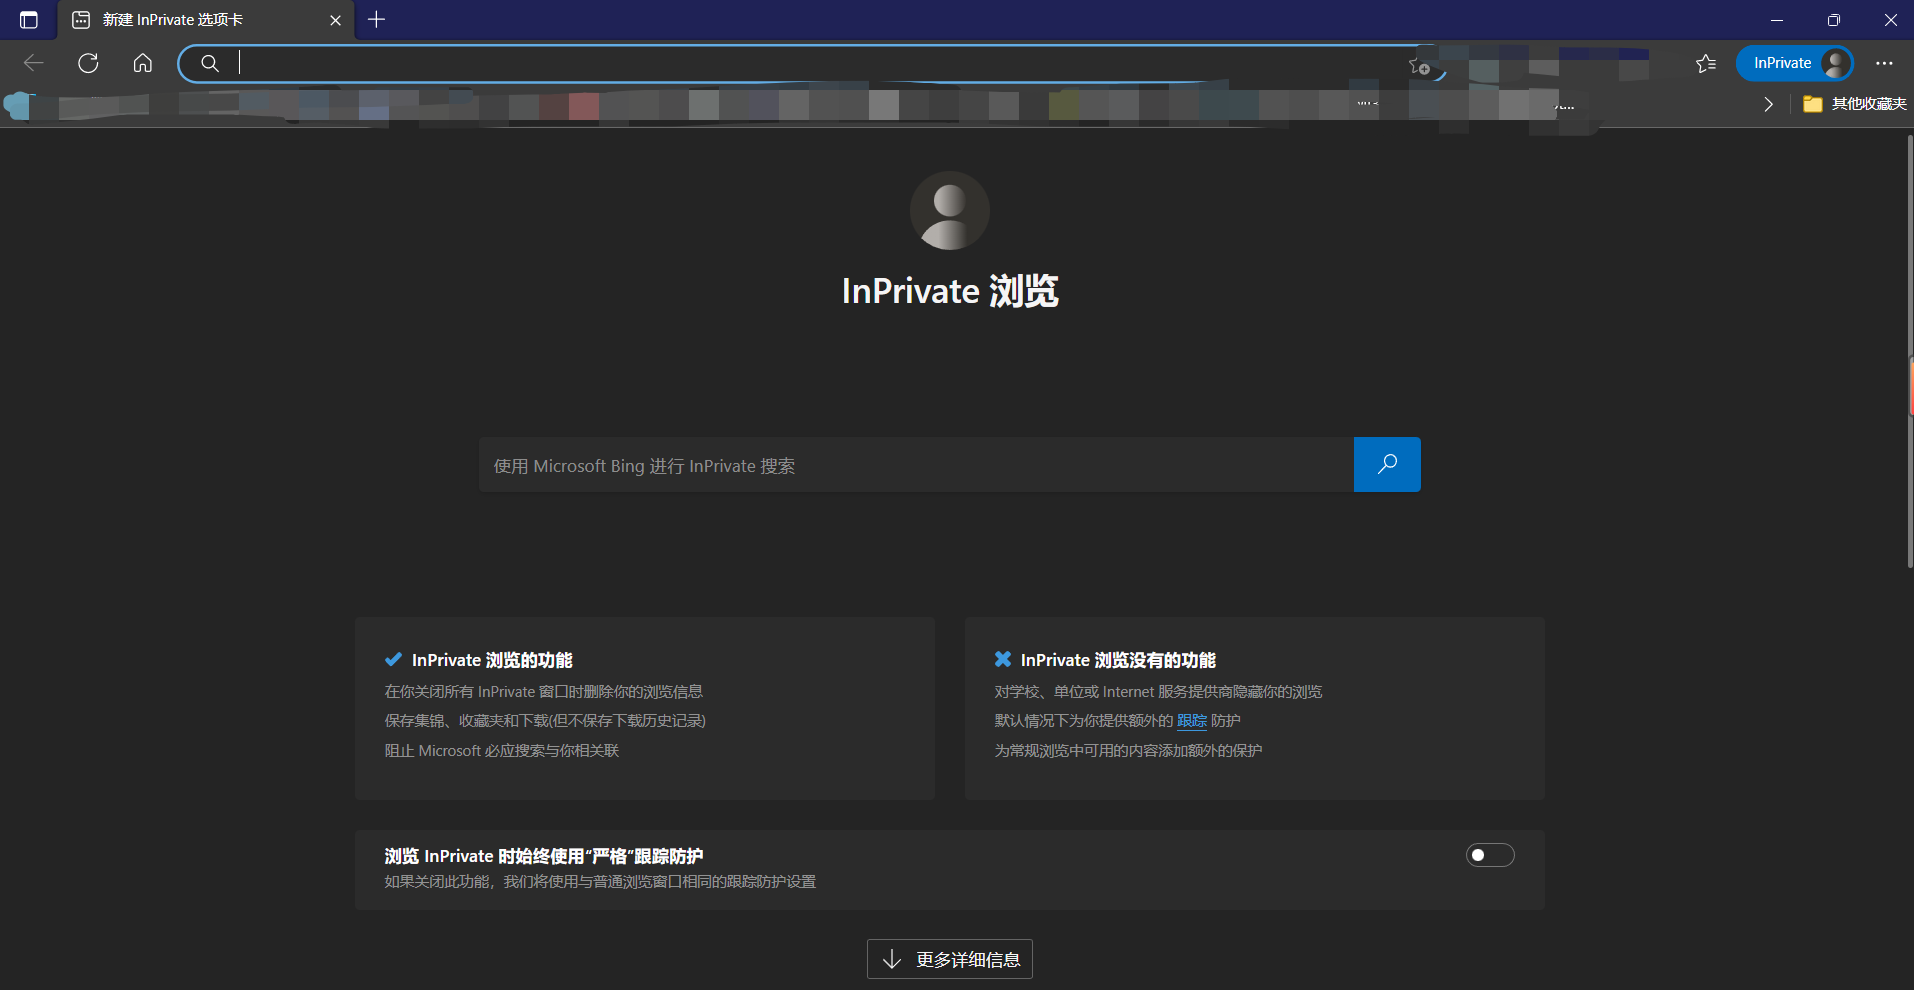 新建 InPrivate 选项卡
InPrivate
其他收藏夹
InPrivate 浏览
使用 Microsoft Bing 进行 InPrivate 搜索
InPrivate 浏览的功能
在你关闭所有 InPrivate 窗口时删除你的浏览信息
保存集锦、收藏夹和下载(但不保存下载历史记录)
阻止 Microsoft 必应搜索与你相关联
InPrivate 浏览没有的功能
对学校、单位或 Internet 服务提供商隐藏你的浏览
默认情况下为你提供额外的 跟踪 防护
为常规浏览中可用的内容添加额外的保护
浏览 InPrivate 时始终使用“严格”跟踪防护
如果关闭此功能，我们将使用与普通浏览窗口相同的跟踪防护设置
更多详细信息